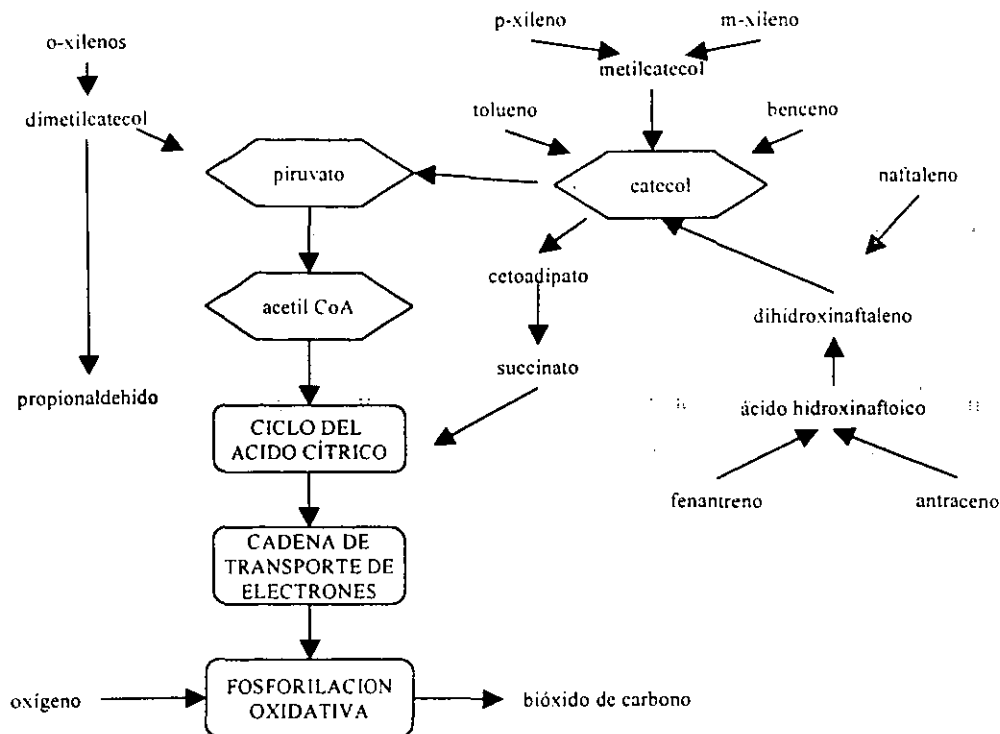 p-xileno
m-xileno
o-xilenos
metilcatecol
dimetilcatecol
tolueno
benceno
piruvato
catecol
naftaleno
cetoadipato
acetil CoA
dihidroxinaftaleno
succinato
propionaldehido
ácido hidroxinaftoico
CICLO DEL
ACIDO CÍTRICO
fenantreno
antraceno
CADENA DE
TRANSPORTE DE
ELECTRONES
oxígeno
FOSFORILACION
OXIDATIVA
bióxido de carbono